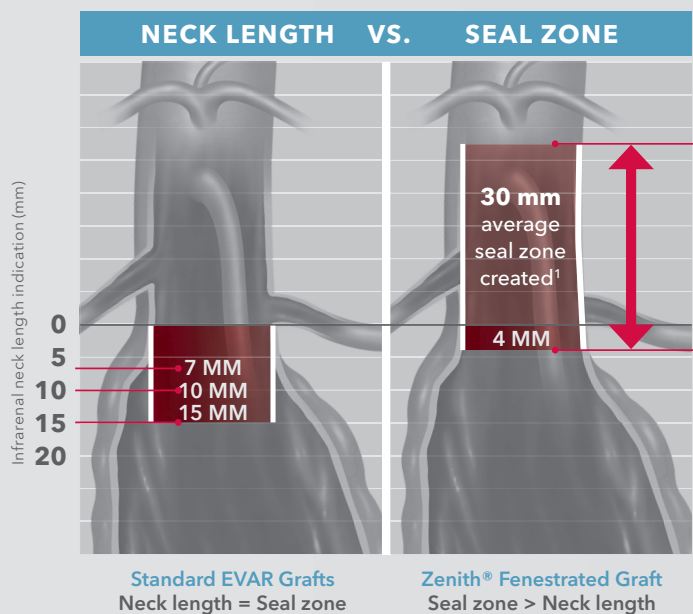 NECK LENGTH VS. SEAL ZONE
Infrarenal neck length indication (mm)
0
5
10
15
20
7 MM
10 MM
15 MM
30 mm
average
seal zone
created¹
4 MM
Standard EVAR Grafts
Neck length = Seal zone
Zenith® Fenestrated Graft
Seal zone > Neck length